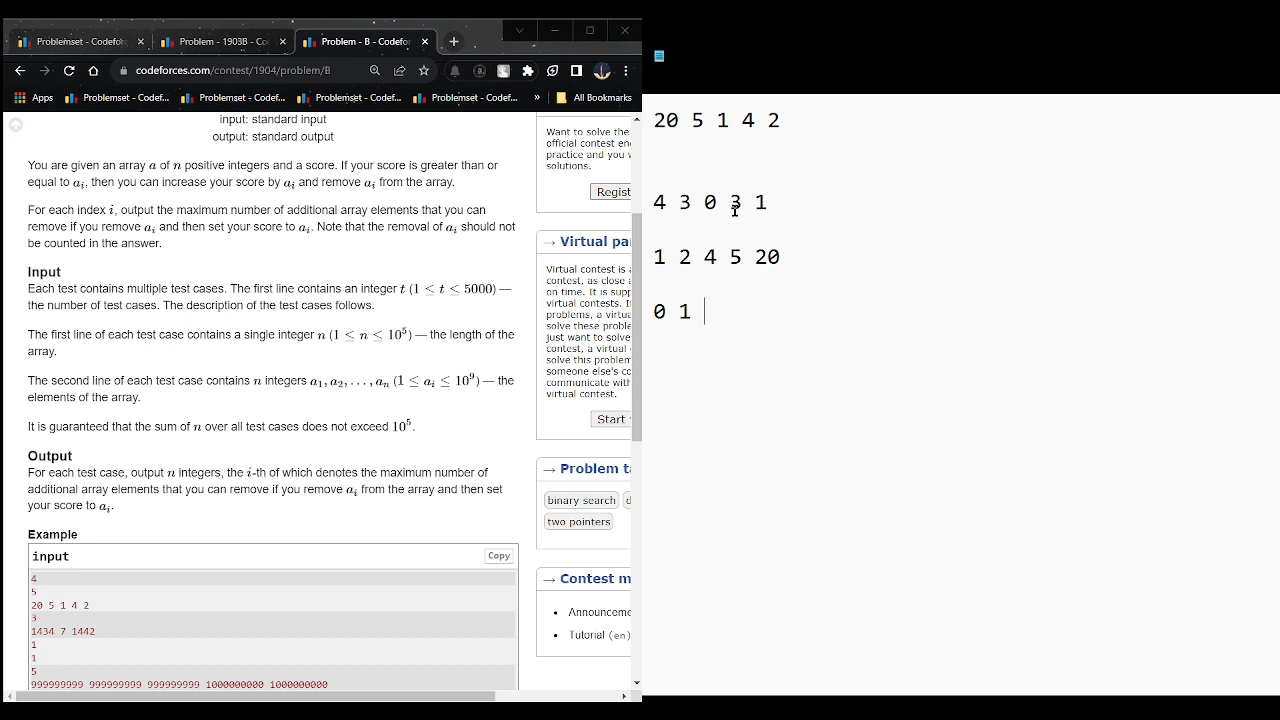 Problemset - Codefor
Problem - 1903B - Co
Problem - B - Codefor
codeforces.com/contest/1904/problem/B
Apps
Problemset - Codef...
Problemset - Codef...
Problemset - Codef...
Problemset - Codef...
»
All Bookmarks
input: standard input
output: standard output
You are given an array a of n positive integers and a score. If your score is greater than or
equal to a_i, then you can increase your score by a_i and remove a_i from the array.
For each index i, output the maximum number of additional array elements that you can
remove if you remove a_i and then set your score to a_i. Note that the removal of a_i should not
be counted in the answer.
Input
Each test contains multiple test cases. The first line contains an integer t (1 ≤ t ≤ 5000) —
the number of test cases. The description of the test cases follows.
The first line of each test case contains a single integer n (1 ≤ n ≤ 10^5) — the length of the
array.
The second line of each test case contains n integers a_1, a_2, . . . , a_n (1 ≤ a_i ≤ 10^9) — the
elements of the array.
It is guaranteed that the sum of n over all test cases does not exceed 10^5.
Output
For each test case, output n integers, the i-th of which denotes the maximum number of
additional array elements that you can remove if you remove a_i from the array and then set
your score to a_i.
Example
input
Copy
4
5
20 5 1 4 2
3
1434 7 1442
1
1
5
999999999 999999999 999999999 1000000000 1000000000
Want to solve the
official contest en
practice and you w
solutions.
Regist
→ Virtual pa
Virtual contest is a
contest, as close a
on time. It is supp
virtual contests. I
problems, a virtua
solve these proble
just want to solve
contest, a virtual c
solve this problem
someone else's co
communicate with
virtual contest.
Start
→ Problem ta
binary search
d
two pointers
→ Contest m
Announceme
Tutorial (en)
20 5 1 4 2
4 3 0 3 1
1 2 4 5 20
0 1